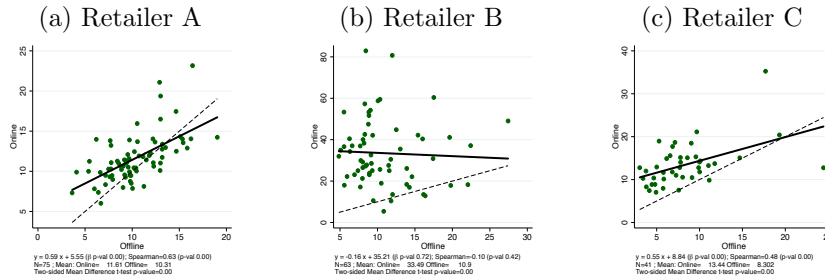 (a) Retailer A
(b) Retailer B
(c) Retailer C
25
20
15
10
5
Online
0
5
10
15
20
Offline
y = 0.59 x + 5.55 (β p-val 0.00); Spearman=0.63 (p-val 0.00)
N=75 ; Mean: Online= 11.61 Offline= 10.31
Two-sided Mean Difference t-test p-value=0.00
80
60
40
20
0
Online
5
10
15
20
25
30
Offline
y = -0.16 x + 35.21 (β p-val 0.72); Spearman=-0.10 (p-val 0.42)
N=63 ; Mean: Online= 33.49 Offline= 10.9
Two-sided Mean Difference t-test p-value=0.00
40
30
20
10
0
Online
5
10
15
20
25
Offline
y = 0.55 x + 8.84 (β p-val 0.00); Spearman=0.48 (p-val 0.00)
N=41 ; Mean: Online= 13.44 Offline= 8.302
Two-sided Mean Difference t-test p-value=0.00